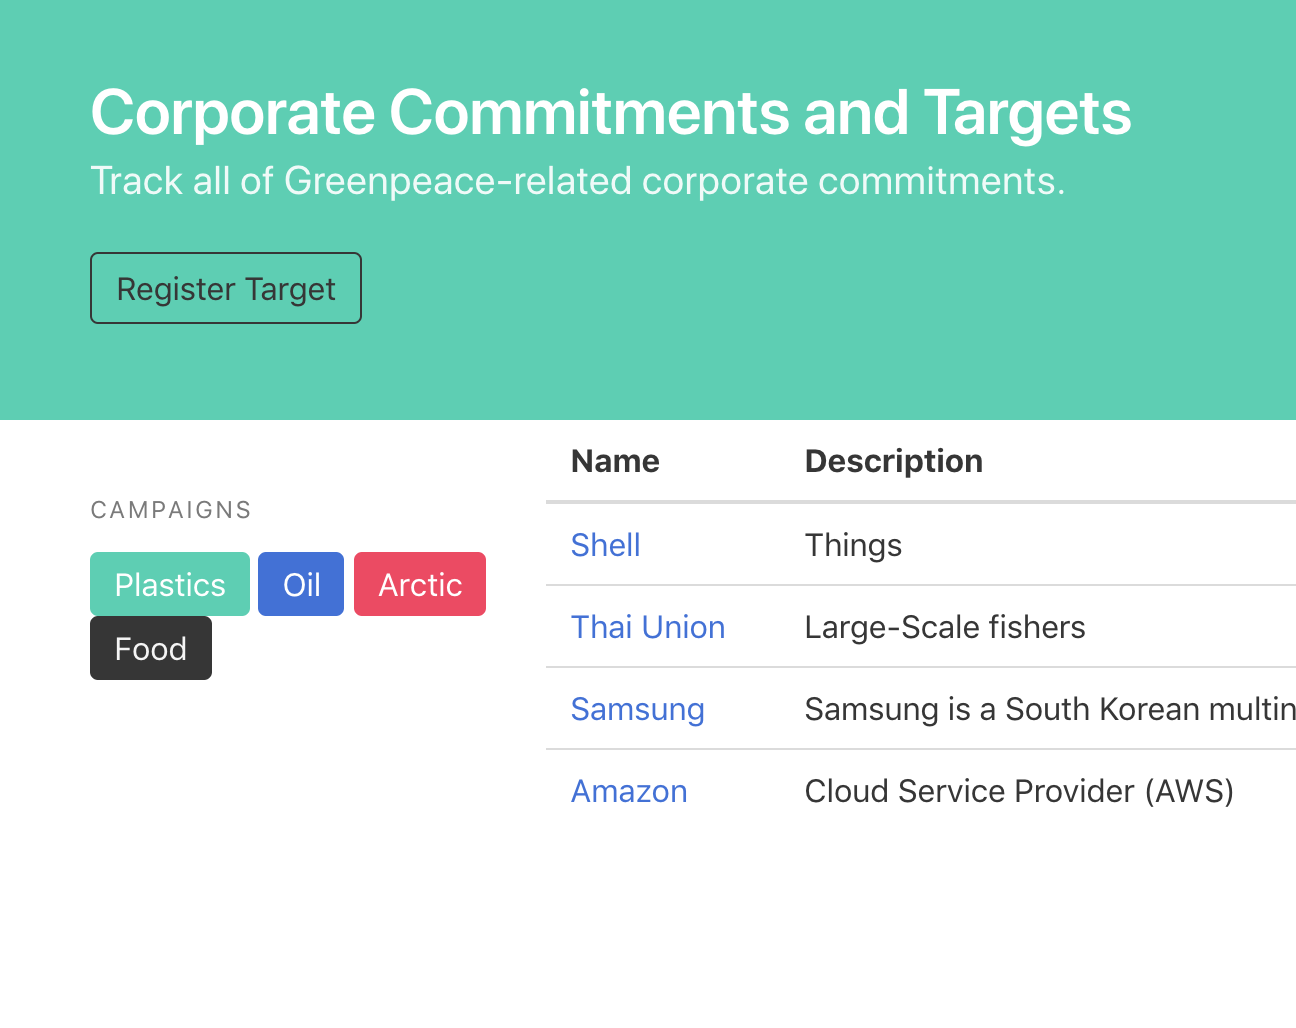 Corporate Commitments and Targets
Track all of Greenpeace-related corporate commitments.
Register Target
CAMPAIGNS
Plastics Oil Arctic
Food
Name Description
Shell Things
Thai Union Large-Scale fishers
Samsung Samsung is a South Korean multin
Amazon Cloud Service Provider (AWS)